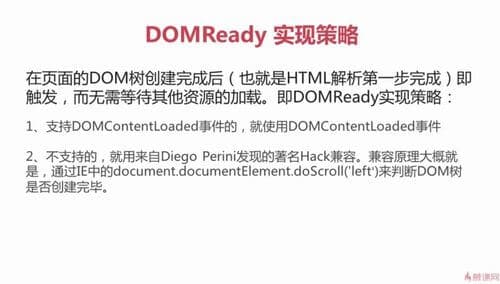 DOMReady 实现策略
在页面的DOM树创建完成后（也就是HTML解析第一步完成）即
触发，而无需等待其他资源的加载。即DOMReady实现策略：
1、支持DOMContentLoaded事件的，就使用DOMContentLoaded事件
2、不支持的，就用来自Diego Perini发现的著名Hack兼容。兼容原理大概就
是，通过IE中的document.documentElement.doScroll('left')来判断DOM树
是否创建完毕。
慕课网